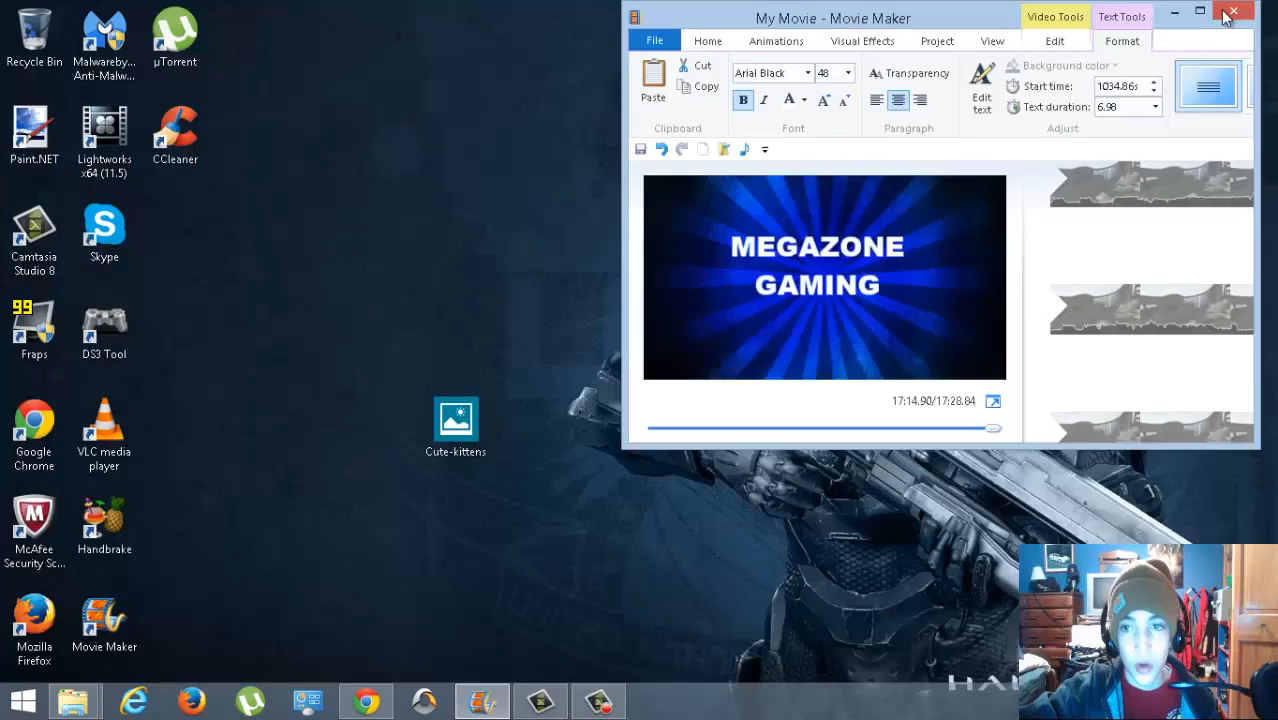 My Movie - Movie Maker
Video Tools
Text Tools
File
Home
Animations
Visual Effects
Project
View
Edit
Format
Paste
Cut
Copy
Clipboard
Arial Black
48
B
I
A
A
A
Font
Transparency
Paragraph
Edit
text
Background color
Start time:
1034.86s
Text duration:
6.98
Adjust
MEGAZONE
GAMING
17:14.90/17:28.84
Recycle Bin
Malwareby...
Anti-Malw...
µTorrent
Paint.NET
Lightworks
x64 (11.5)
CCleaner
Camtasia
Studio 8
Skype
99
Fraps
DS3 Tool
Google
Chrome
VLC media
player
Cute-kittens
McAfee
Security Sc...
Handbrake
Mozilla
Firefox
Movie Maker
HAL